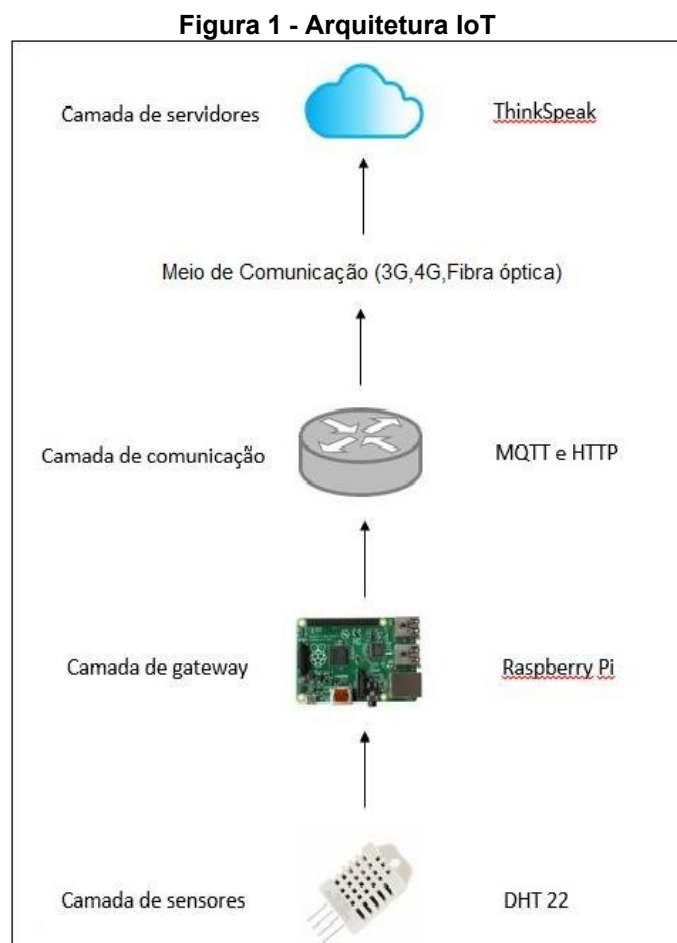 Figura 1 - Arquitetura IoT
Camada de servidores ThinkSpeak
Meio de Comunicação (3G,4G,Fibra óptica)
Camada de comunicação MQTT e HTTP
Camada de gateway Raspberry Pi
Camada de sensores DHT 22